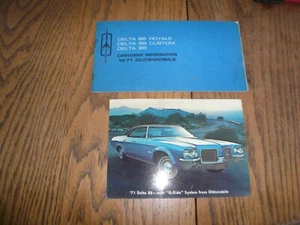 DELTA 88 ROYALE
DELTA 88 CUSTOM
DELTA 88
CONSUMER INFORMATION
1971 OLDSMOBILE
'71 Delta 88—with "G-Ride" System from Oldsmobile